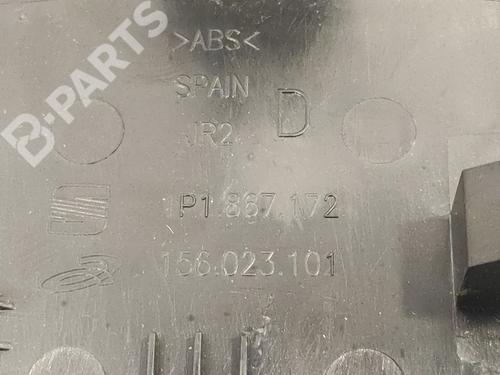 B-PARTS
>ABS<
SPAIN
JR2 D
P1.867.172
156.023.101